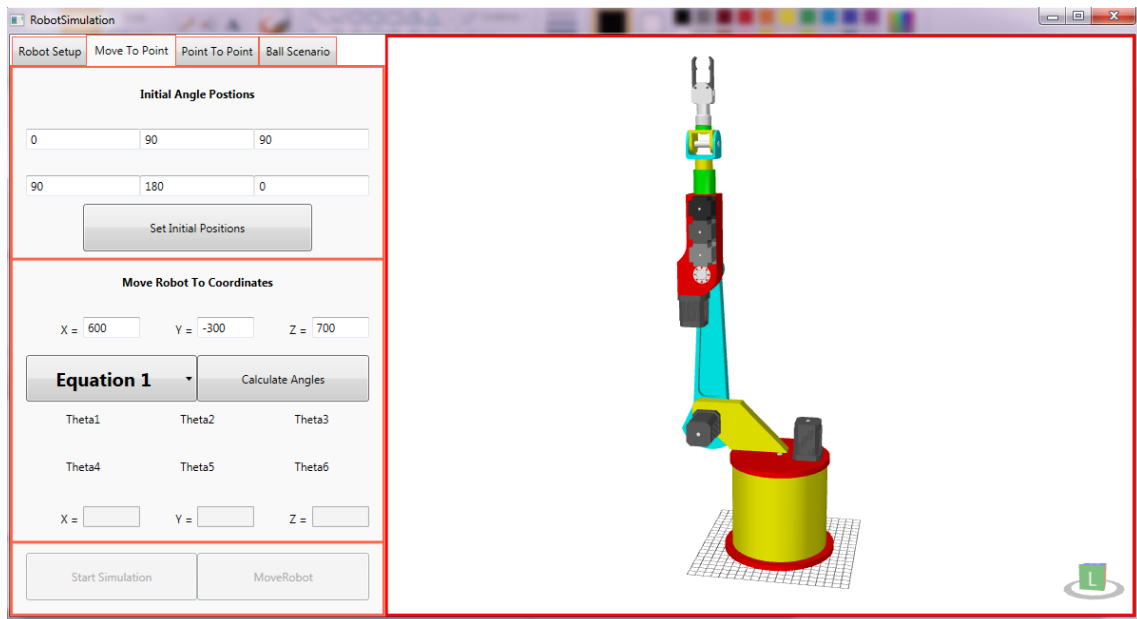 RobotSimulation
Robot Setup Move To Point Point To Point Ball Scenario
Initial Angle Postions
0 90 90
90 180 0
Set Initial Positions
Move Robot To Coordinates
X = 600 Y = -300 Z = 700
Equation 1 Calculate Angles
Theta1 Theta2 Theta3
Theta4 Theta5 Theta6
X = Y = Z =
Start Simulation MoveRobot
L